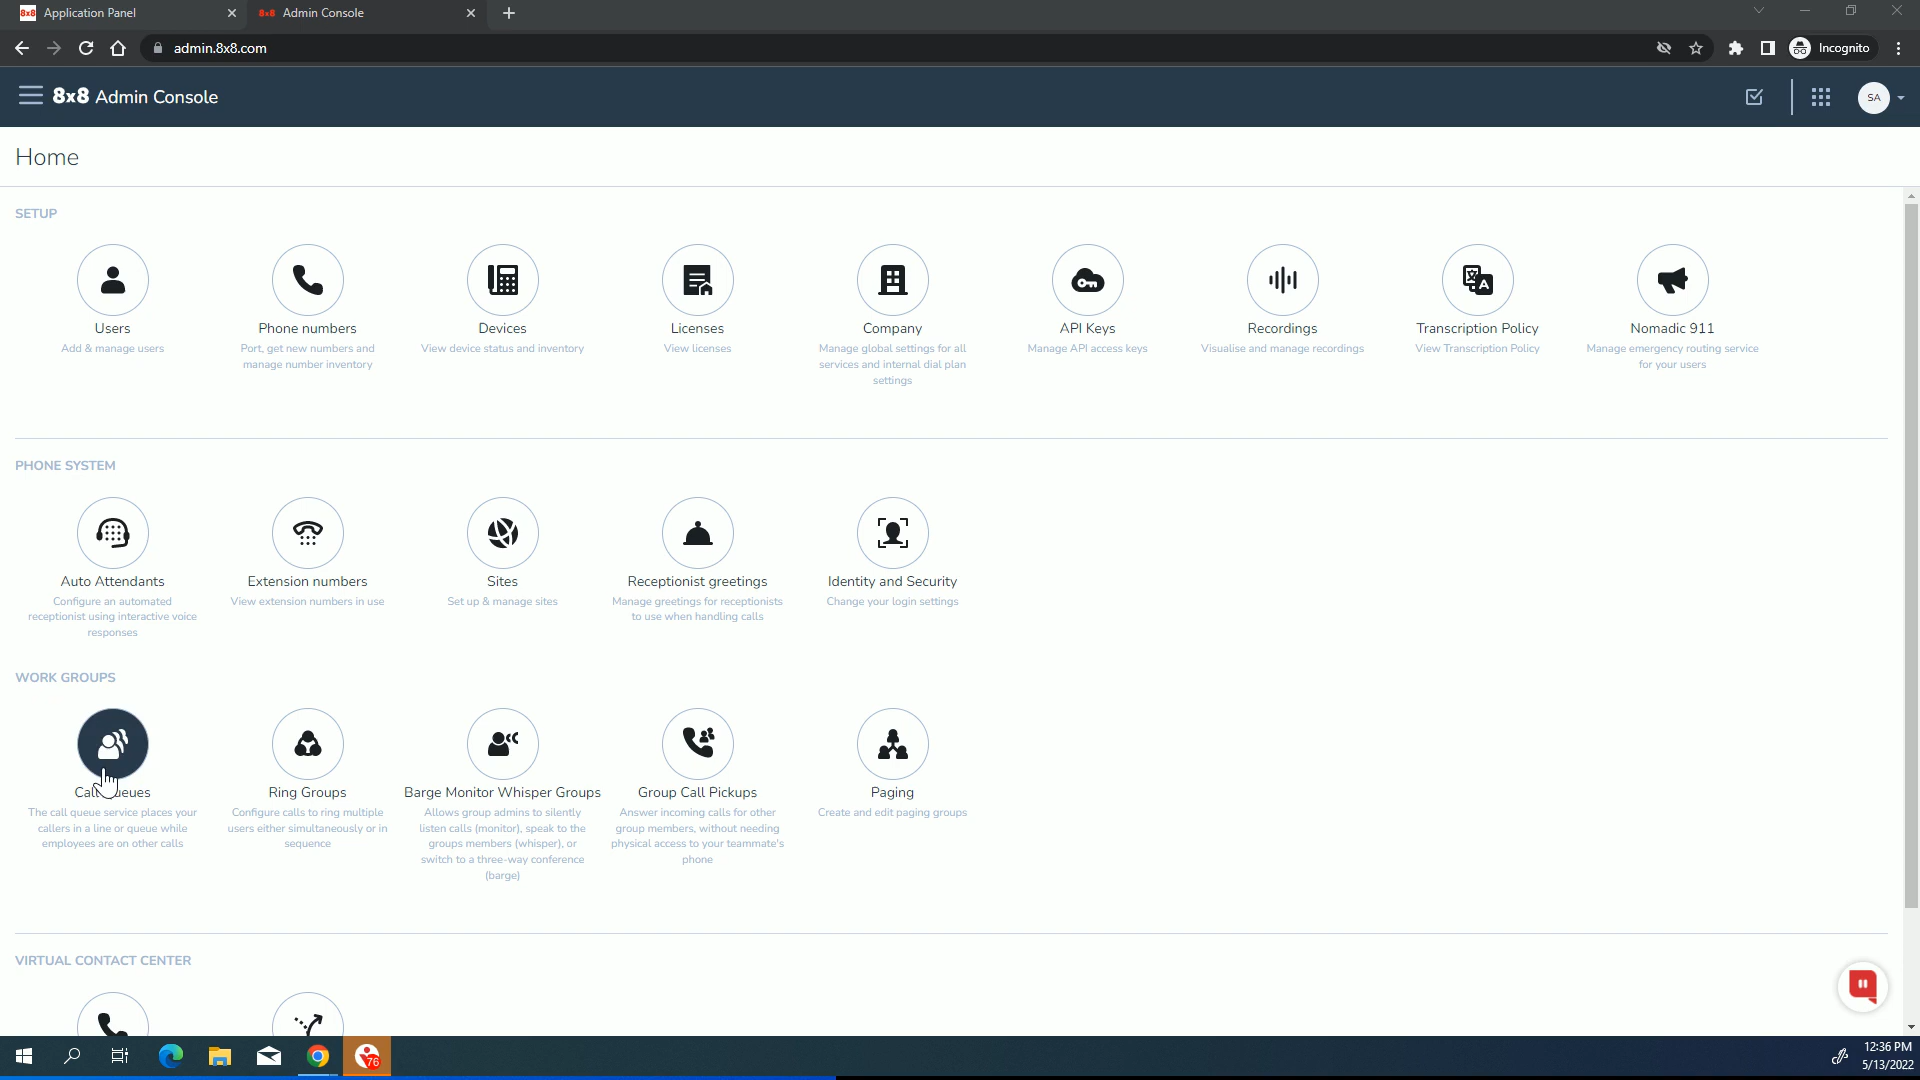 8x8 Application Panel
8x8 Admin Console
admin.8x8.com
Incognito
8x8 Admin Console
SA
Home
SETUP
Users
Add & manage users
Phone numbers
Port, get new numbers and
manage number inventory
Devices
View device status and inventory
Licenses
View licenses
Company
Manage global settings for all
services and internal dial plan
settings
API Keys
Manage API access keys
Recordings
Visualise and manage recordings
Transcription Policy
View Transcription Policy
Nomadic 911
Manage emergency routing service
for your users
PHONE SYSTEM
Auto Attendants
Configure an automated
receptionist using interactive voice
responses
Extension numbers
View extension numbers in use
Sites
Set up & manage sites
Receptionist greetings
Manage greetings for receptionists
to use when handling calls
Identity and Security
Change your login settings
WORK GROUPS
Call Queues
The call queue service places your
callers in a line or queue while
employees are on other calls
Ring Groups
Configure calls to ring multiple
users either simultaneously or in
sequence
Barge Monitor Whisper Groups
Allows group admins to silently
listen calls (monitor), speak to the
groups members (whisper), or
switch to a three-way conference
(barge)
Group Call Pickups
Answer incoming calls for other
group members, without needing
physical access to your teammate's
phone
Paging
Create and edit paging groups
VIRTUAL CONTACT CENTER
76
12:36 PM
5/13/2022